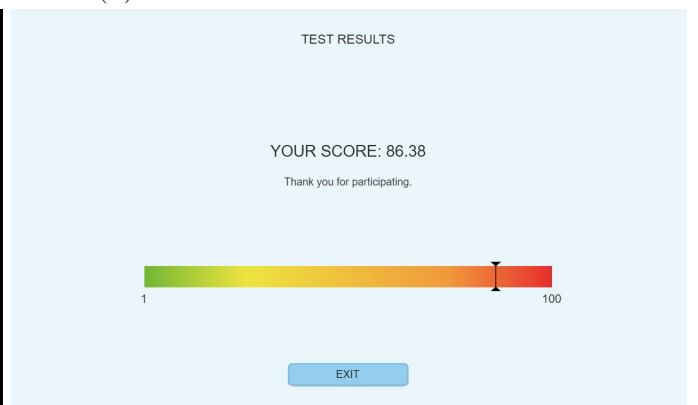 TEST RESULTS
YOUR SCORE: 86.38
Thank you for participating.
1 100
EXIT